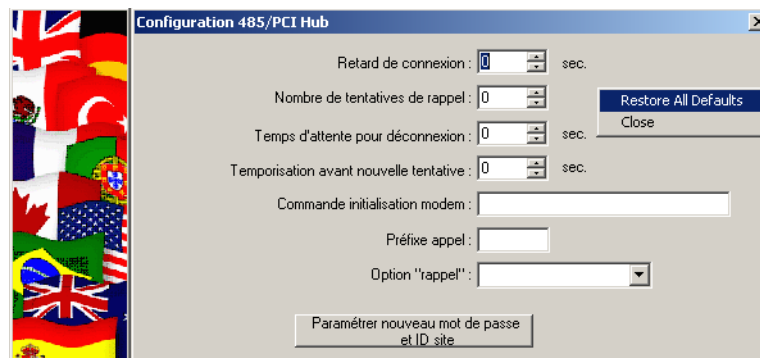 Configuration 485/PCI Hub
Retard de connexion : 0 sec.
Nombre de tentatives de rappel : 0
Restore All Defaults
Close
Temps d'attente pour déconnexion : 0 sec.
Temporisation avant nouvelle tentative : 0 sec.
Commande initialisation modem :
Préfixe appel :
Option "rappel" :
Paramétrer nouveau mot de passe
et ID site